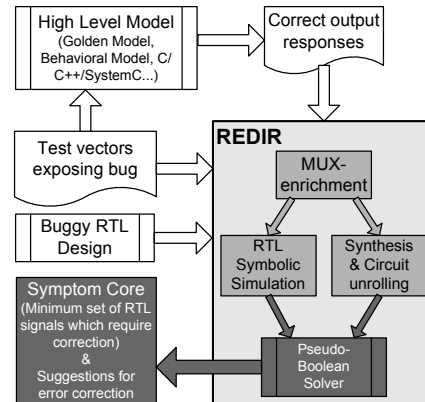 High Level Model
(Golden Model,
Behavioral Model, C/
C++/SystemC...)
Correct output
responses
Test vectors
exposing bug
REDIR
MUX-
enrichment
Buggy RTL
Design
RTL
Symbolic
Simulation
Synthesis
& Circuit
unrolling
Symptom Core
(Minimum set of RTL
signals which require
correction)
&
Suggestions for
error correction
Pseudo-
Boolean
Solver